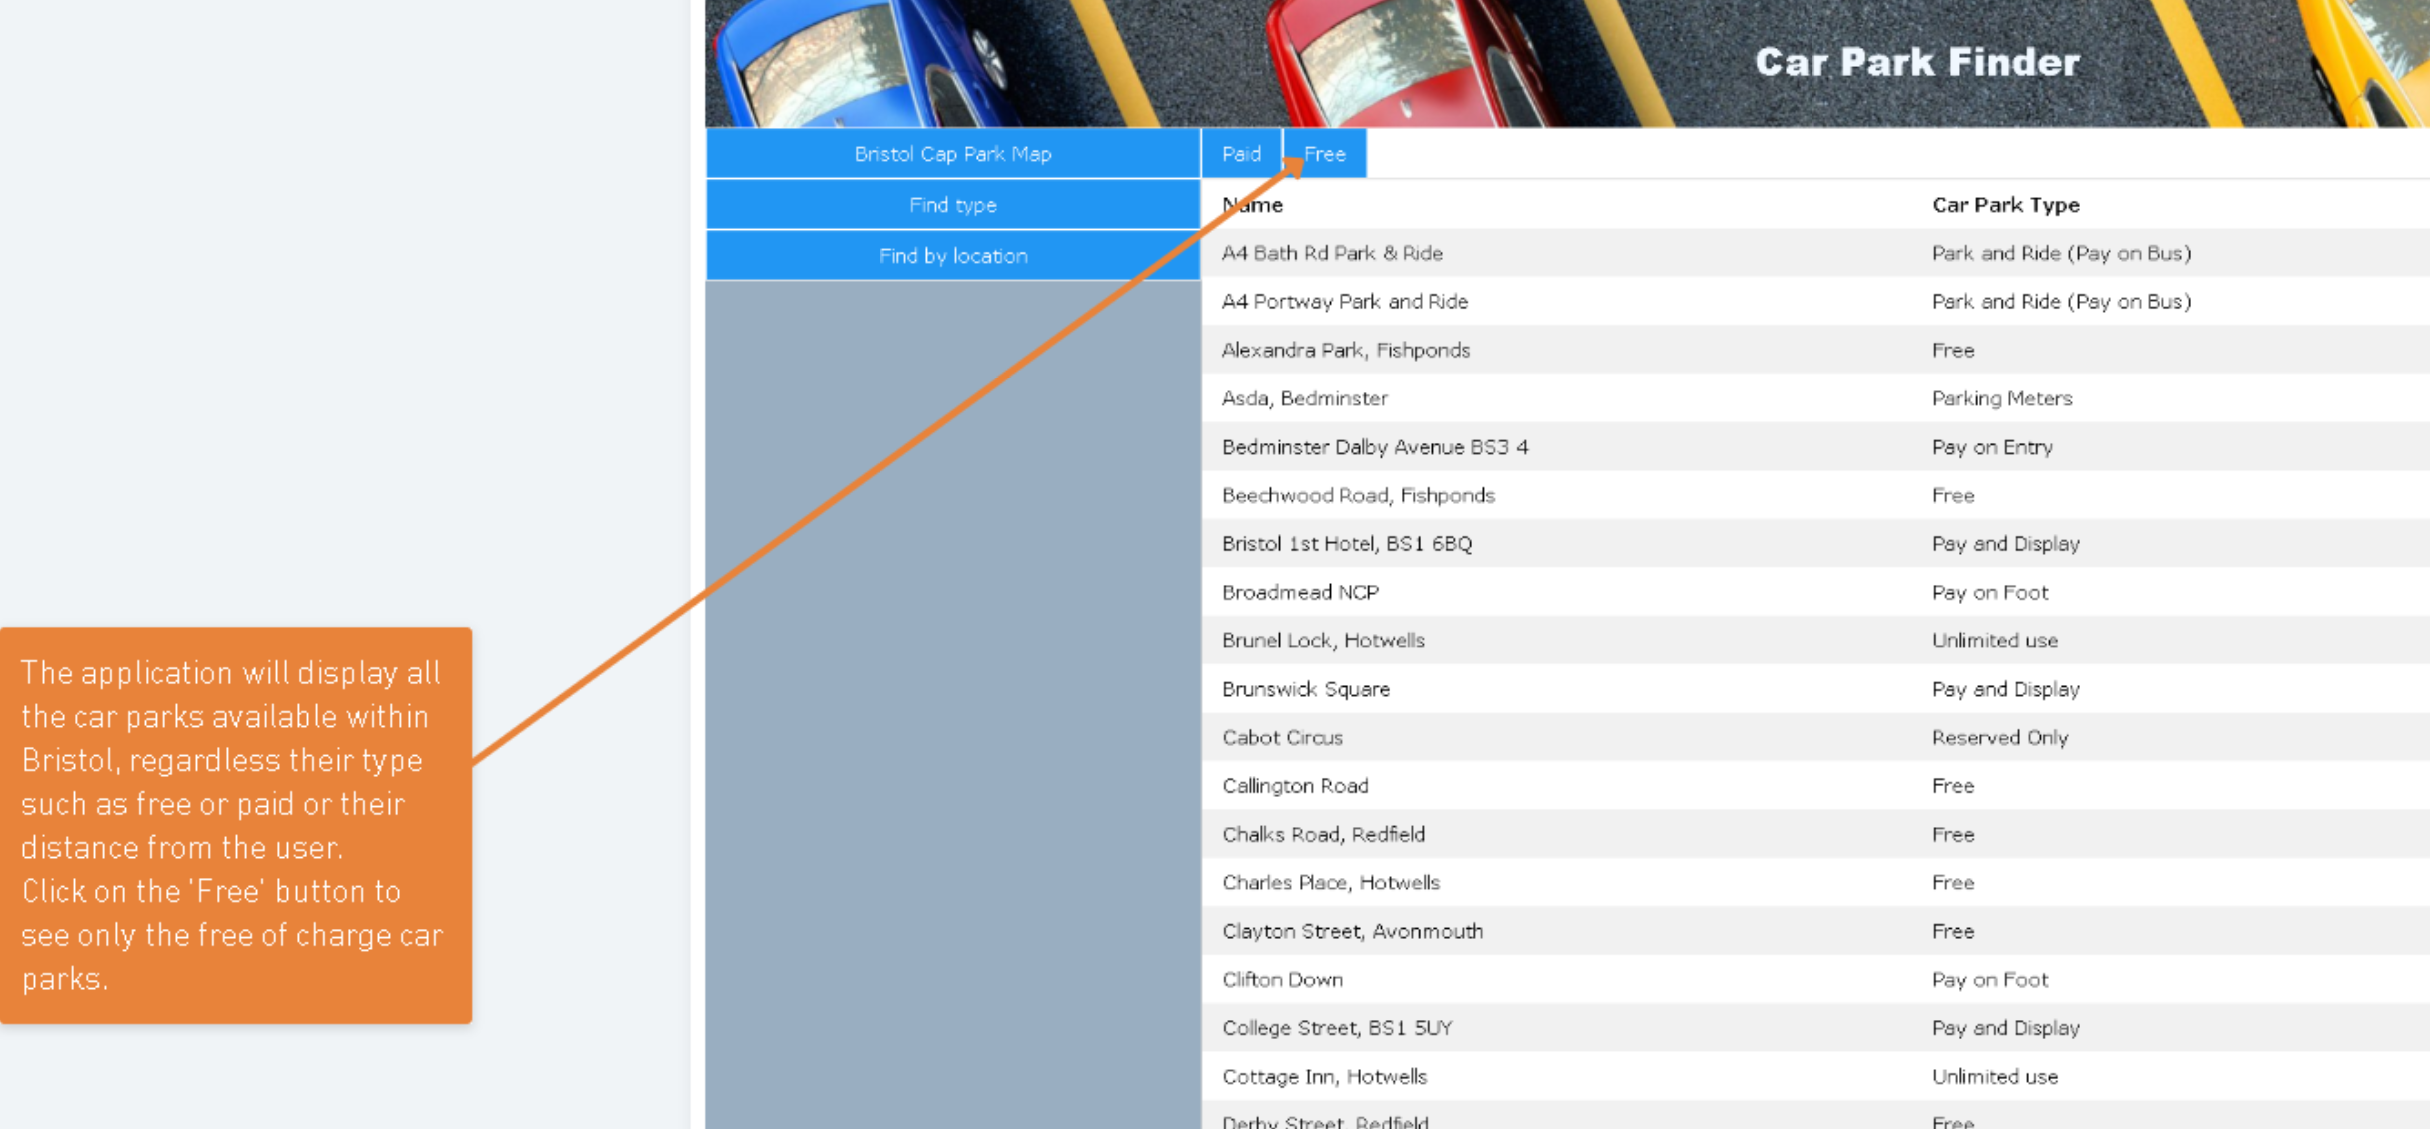 Car Park Finder
Bristol Cap Park Map
Find type
Find by location
Paid Free
Name Car Park Type
A4 Bath Rd Park & Ride Park and Ride (Pay on Bus)
A4 Portway Park and Ride Park and Ride (Pay on Bus)
Alexandra Park, Fishponds Free
Asda, Bedminster Parking Meters
Bedminster Dalby Avenue BS3 4 Pay on Entry
Beechwood Road, Fishponds Free
Bristol 1st Hotel, BS1 6BQ Pay and Display
Broadmead NCP Pay on Foot
Brunel Lock, Hotwells Unlimited use
Brunswick Square Pay and Display
Cabot Circus Reserved Only
Callington Road Free
Chalks Road, Redfield Free
Charles Place, Hotwells Free
Clayton Street, Avonmouth Free
Clifton Down Pay on Foot
College Street, BS1 5UY Pay and Display
Cottage Inn, Hotwells Unlimited use
Derby Street, Redfield Free
The application will display all
the car parks available within
Bristol, regardless their type
such as free or paid or their
distance from the user.
Click on the 'Free' button to
see only the free of charge car
parks.